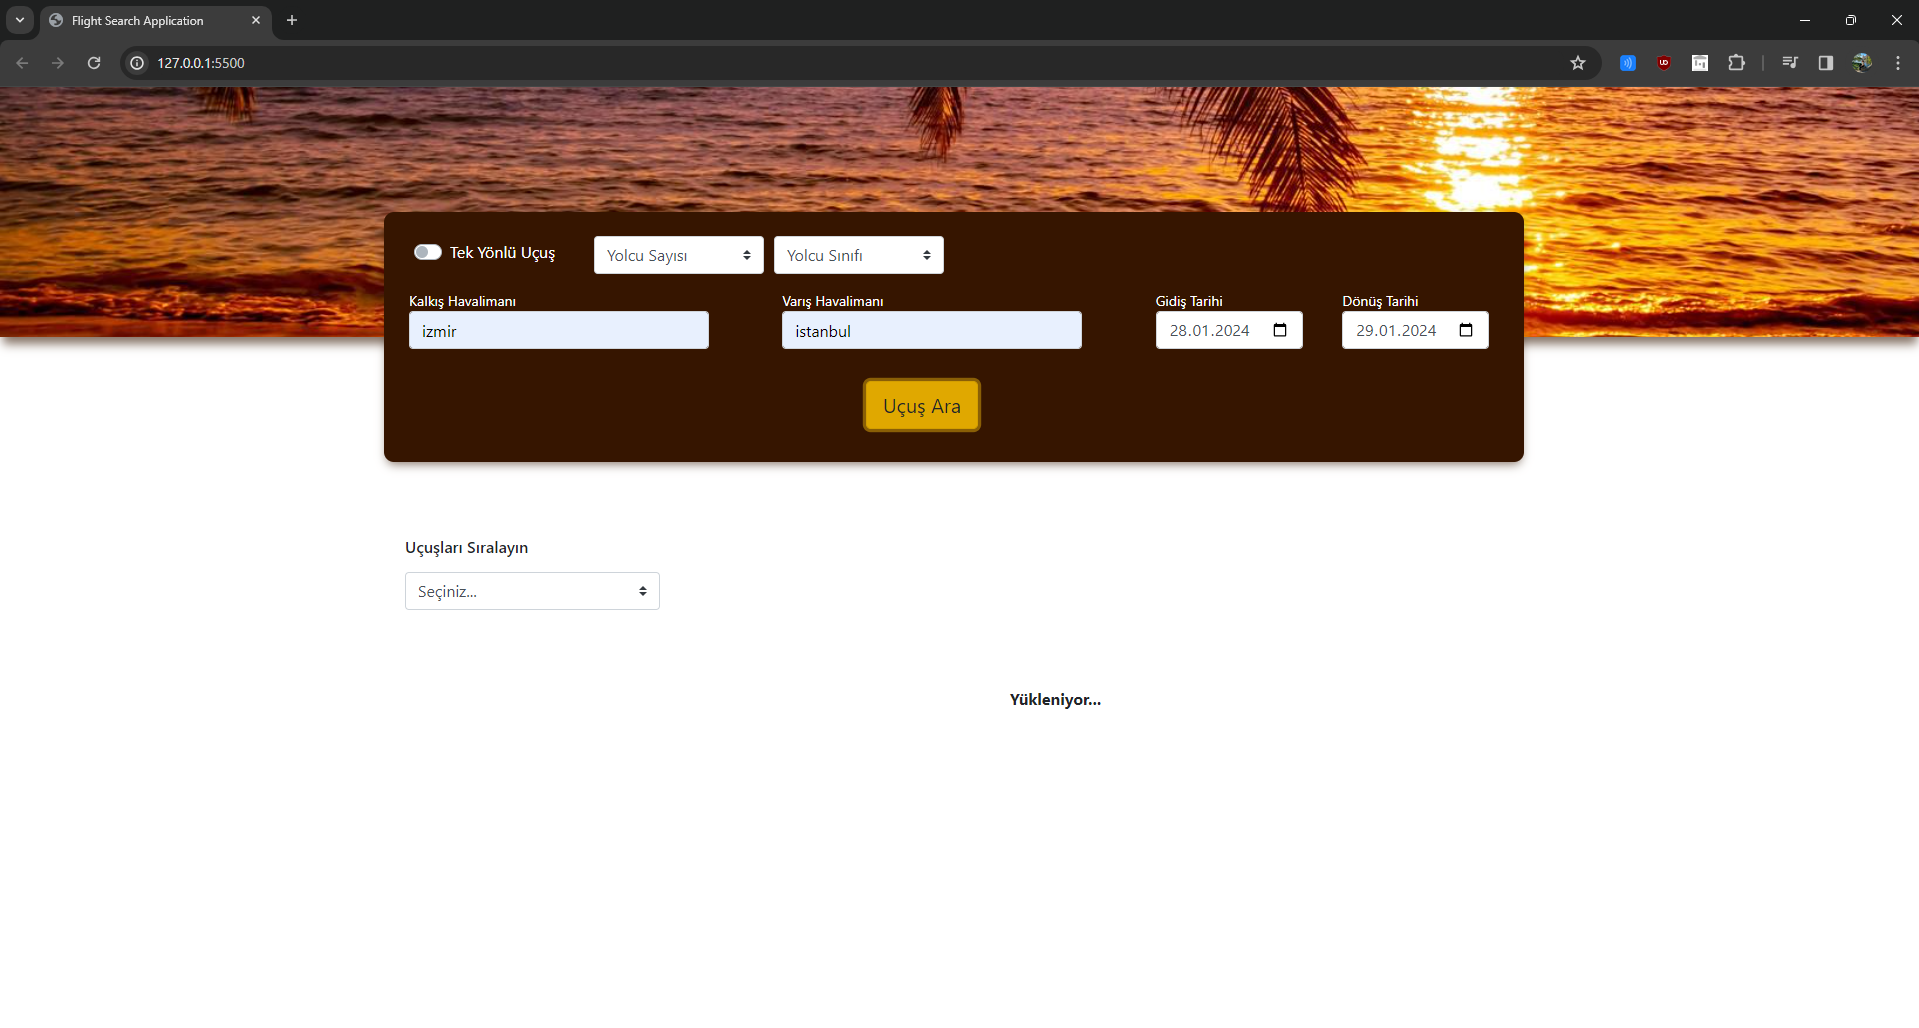 Flight Search Application
127.0.0.1:5500
Tek Yönlü Uçuş
Yolcu Sayısı
Yolcu Sınıfı
Kalkış Havalimanı
Varış Havalimanı
Gidiş Tarihi
Dönüş Tarihi
izmir
istanbul
28.01.2024
29.01.2024
Uçuş Ara
Uçuşları Sıralayın
Seçiniz...
Yükleniyor...